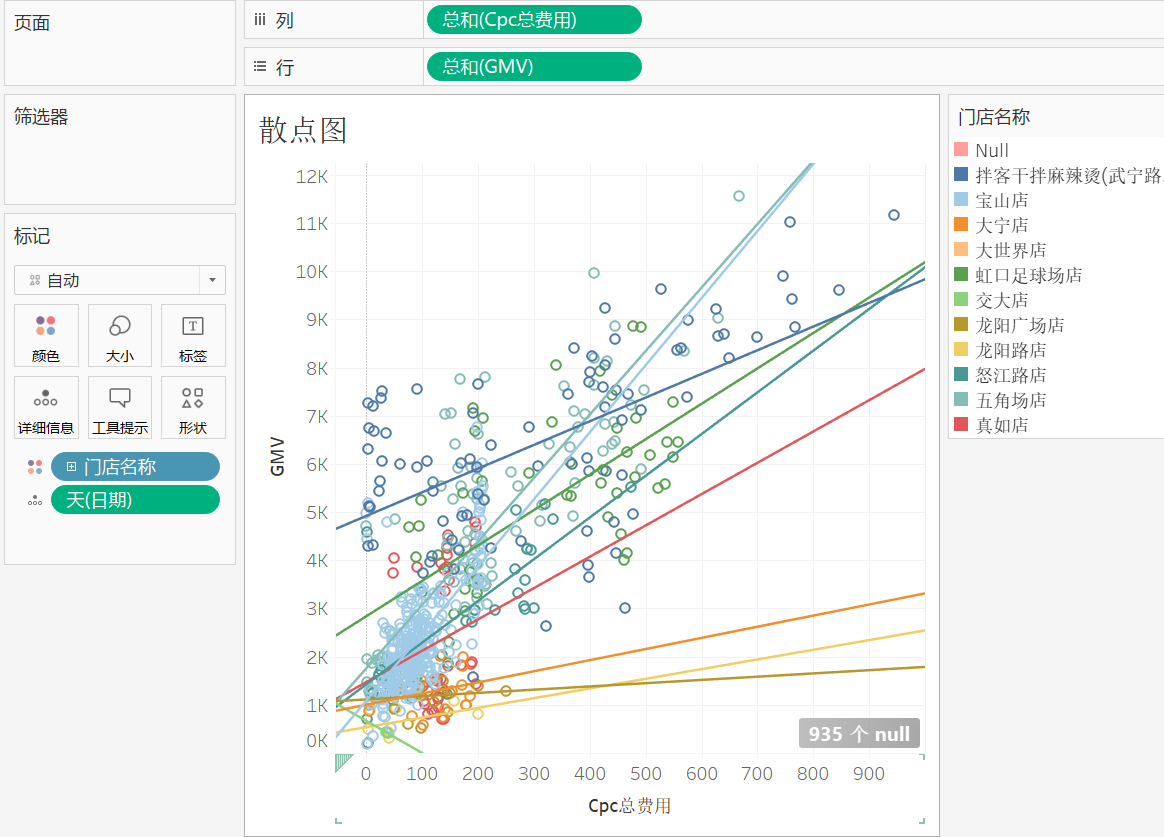 页面
列
总和(Cpc总费用)
行
总和(GMV)
筛选器
标记
自动
颜色
大小
标签
详细信息
工具提示
形状
门店名称
天(日期)
散点图
12K
11K
10K
9K
8K
7K
6K
5K
4K
3K
2K
1K
0K
GMV
935 个 null
0 100 200 300 400 500 600 700 800 900
Cpc总费用
门店名称
Null
拌客干拌麻辣烫(武宁路.
宝山店
大宁店
大世界店
虹口足球场店
交大店
龙阳广场店
龙阳路店
怒江路店
五角场店
真如店